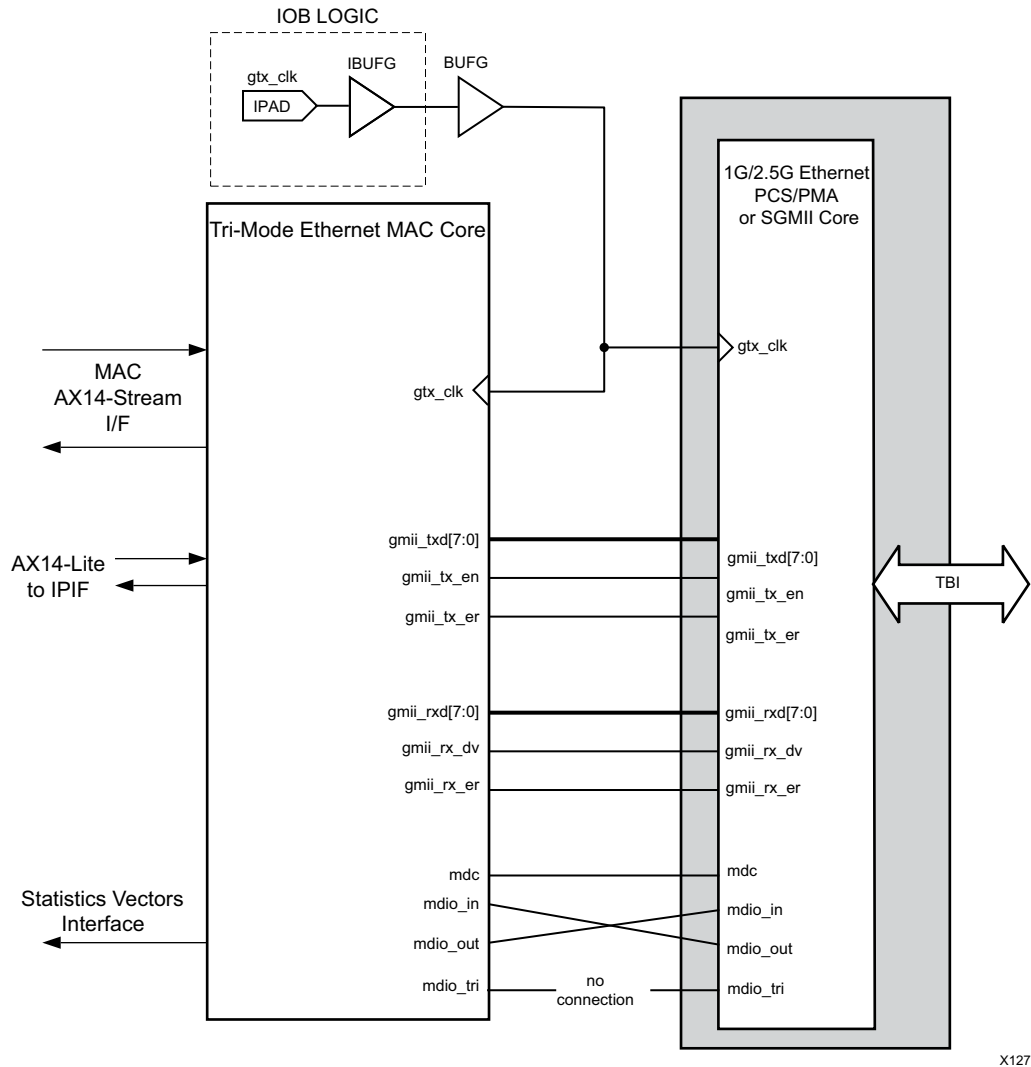 IOB LOGIC
gtx_clk
IPAD
IBUFG
BUFG
Tri-Mode Ethernet MAC Core
1G/2.5G Ethernet
PCS/PMA
or SGMII Core
MAC
AX14-Stream
I/F
AX14-Lite
to IPIF
Statistics Vectors
Interface
gtx_clk
gmii_txd[7:0]
gmii_tx_en
gmii_tx_er
gmii_rxd[7:0]
gmii_rx_dv
gmii_rx_er
mdc
mdio_in
mdio_out
mdio_tri
no
connection
gtx_clk
gmii_txd[7:0]
gmii_tx_en
gmii_tx_er
gmii_rxd[7:0]
gmii_rx_dv
gmii_rx_er
mdc
mdio_in
mdio_out
mdio_tri
TBI
X127